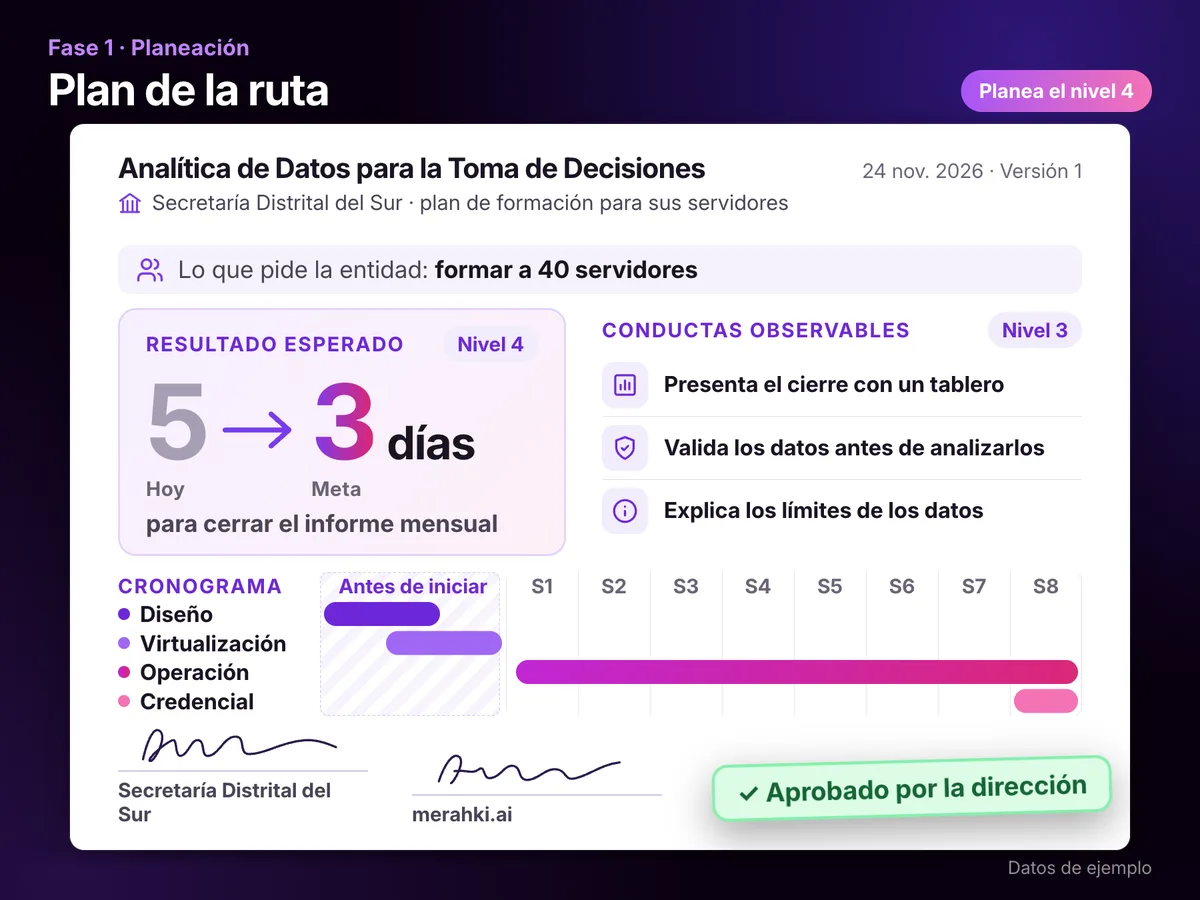 Fase 1 · Planeación
Plan de la ruta
Planea el nivel 4
Analítica de Datos para la Toma de Decisiones
24 nov. 2026 · Versión 1
Secretaría Distrital del Sur · plan de formación para sus servidores
Lo que pide la entidad: formar a 40 servidores
RESULTADO ESPERADO
Nivel 4
5 → 3 días
Hoy
Meta
para cerrar el informe mensual
CONDUCTAS OBSERVABLES
Nivel 3
Presenta el cierre con un tablero
Valida los datos antes de analizarlos
Explica los límites de los datos
CRONOGRAMA
Antes de iniciar
S1 S2 S3 S4 S5 S6 S7 S8
Diseño
Virtualización
Operación
Credencial
Secretaría Distrital del
Sur
merahki.ai
✓ Aprobado por la dirección
Datos de ejemplo